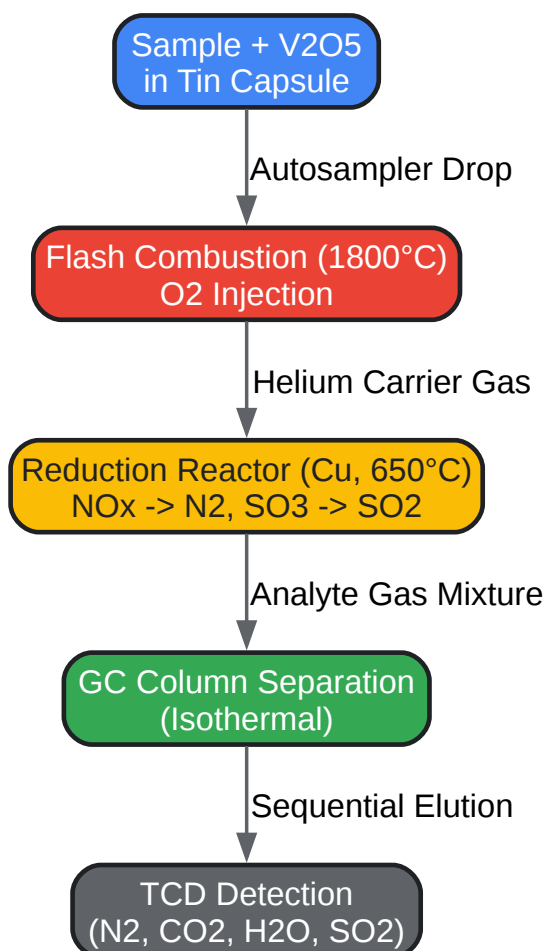 Sample + V2O5
in Tin Capsule
Autosampler Drop
Flash Combustion (1800°C)
O2 Injection
Helium Carrier Gas
Reduction Reactor (Cu, 650°C)
NOx -> N2, SO3 -> SO2
Analyte Gas Mixture
GC Column Separation
(Isothermal)
Sequential Elution
TCD Detection
(N2, CO2, H2O, SO2)